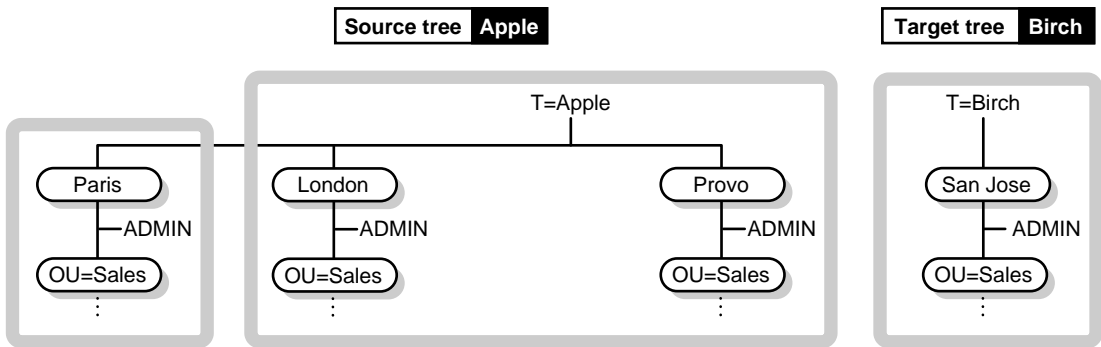 Source tree Apple
Target tree Birch
T=Apple
T=Birch
Paris
London
Provo
San Jose
ADMIN
ADMIN
ADMIN
ADMIN
OU=Sales
OU=Sales
OU=Sales
OU=Sales